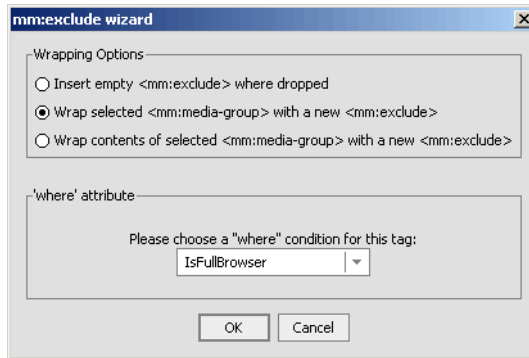 mm:exclude wizard
Wrapping Options
Insert empty <mm:exclude> where dropped
Wrap selected <mm:media-group> with a new <mm:exclude>
Wrap contents of selected <mm:media-group> with a new <mm:exclude>
'where' attribute
Please choose a "where" condition for this tag:
IsFullBrowser
OK Cancel